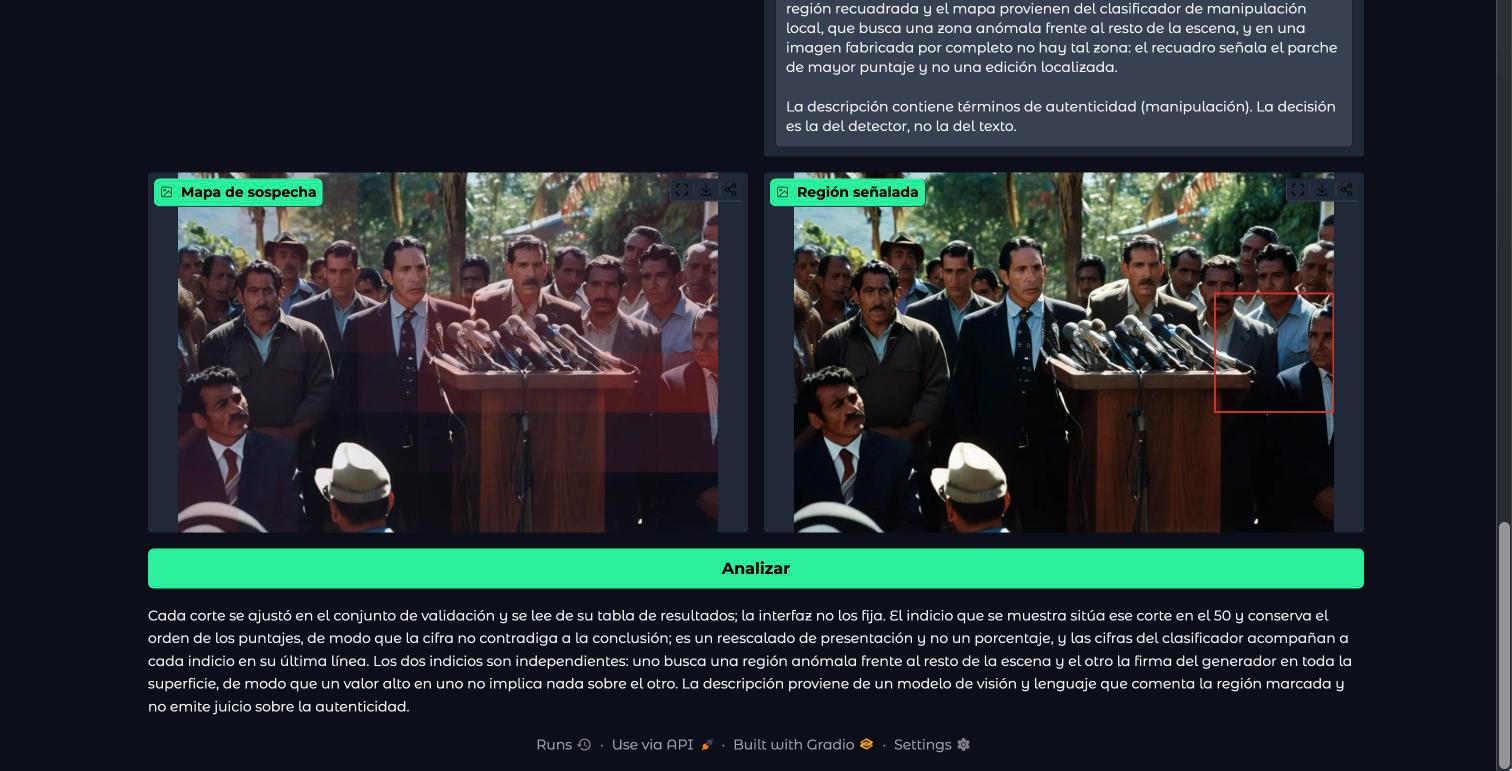 región recuadrada y el mapa provienen del clasificador de manipulación
local, que busca una zona anómala frente al resto de la escena, y en una
imagen fabricada por completo no hay tal zona: el recuadro señala el parche
de mayor puntaje y no una edición localizada.
La descripción contiene términos de autenticidad (manipulación). La decisión
es la del detector, no la del texto.
Mapa de sospecha
Región señalada
Analizar
Cada corte se ajustó en el conjunto de validación y se lee de su tabla de resultados; la interfaz no los fija. El indicio que se muestra sitúa ese corte en el 50 y conserva el
orden de los puntajes, de modo que la cifra no contradiga a la conclusión; es un reescalado de presentación y no un porcentaje, y las cifras del clasificador acompañan a
cada indicio en su última línea. Los dos indicios son independientes: uno busca una región anómala frente al resto de la escena y el otro la firma del generador en toda la
superficie, de modo que un valor alto en uno no implica nada sobre el otro. La descripción proviene de un modelo de visión y lenguaje que comenta la región marcada y
no emite juicio sobre la autenticidad.
Runs · Use via API · Built with Gradio · Settings